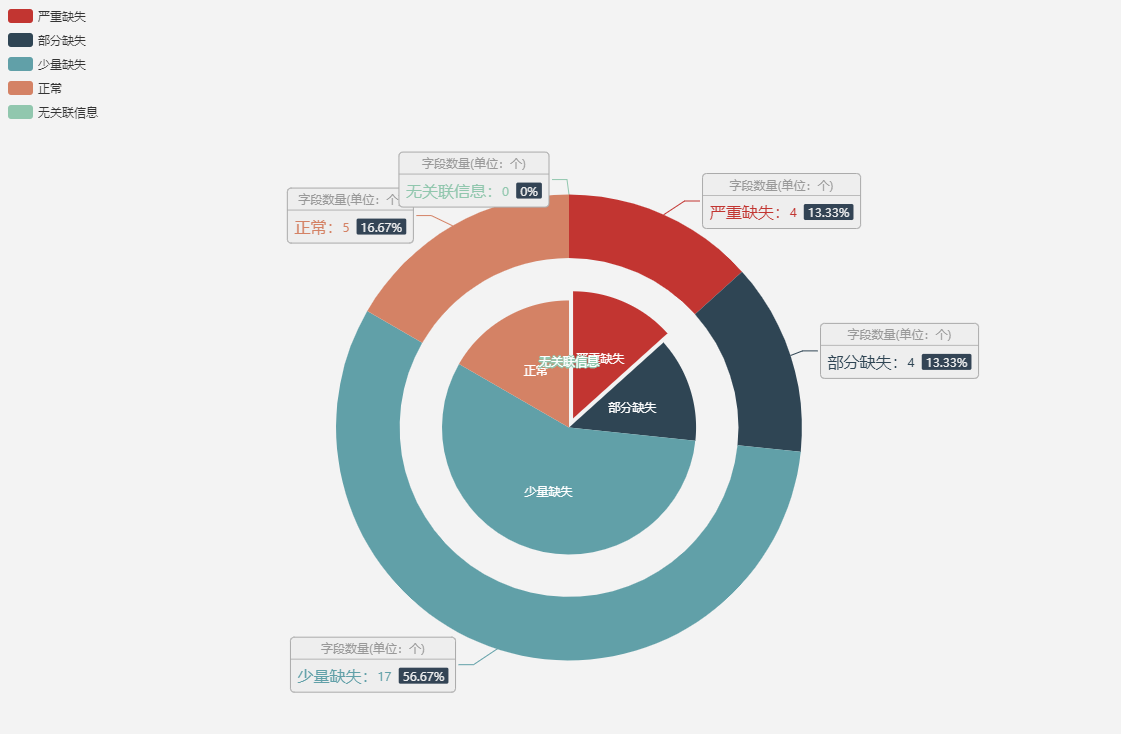 严重缺失
部分缺失
少量缺失
正常
无关联信息
字段数量(单位：个)
无关联信息：0 0%
字段数量(单位：个
正常：5 16.67%
字段数量(单位：个)
严重缺失：4 13.33%
字段数量(单位：个)
部分缺失：4 13.33%
严重缺失
无关联信息
正常
部分缺失
少量缺失
字段数量(单位：个)
少量缺失：17 56.67%